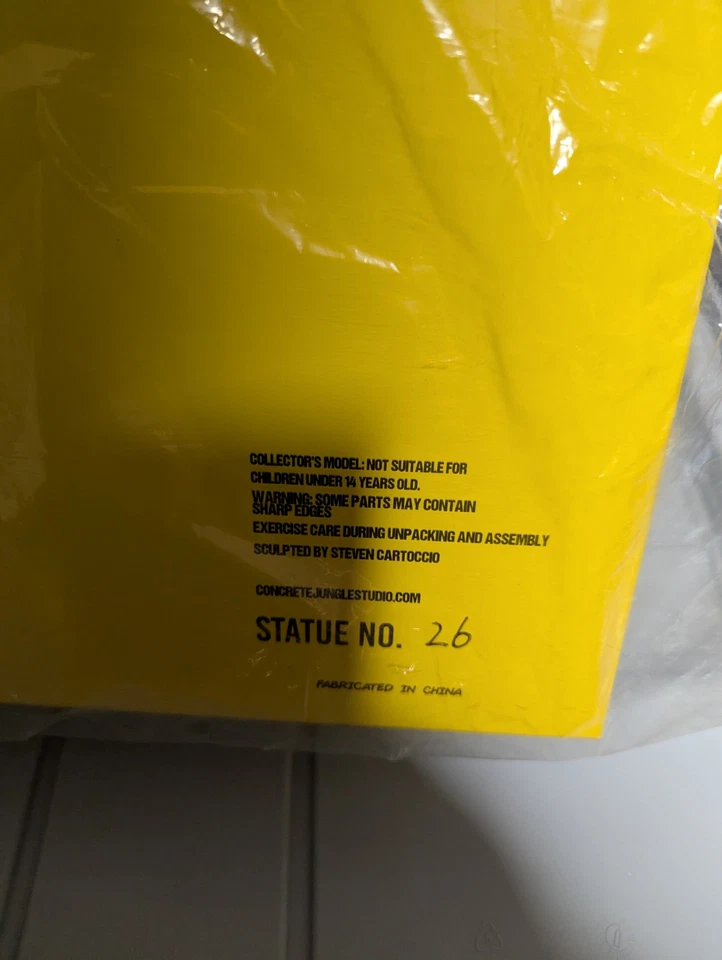 COLLECTOR'S MODEL: NOT SUITABLE FOR
CHILDREN UNDER 14 YEARS OLD.
WARNING: SOME PARTS MAY CONTAIN
SHARP EDGES
EXERCISE CARE DURING UNPACKING AND ASSEMBLY
SCULPTED BY STEVEN CARTOCCIO
CONCRETEJUNGLESTUDIO.COM
STATUE NO. 26
FABRICATED IN CHINA